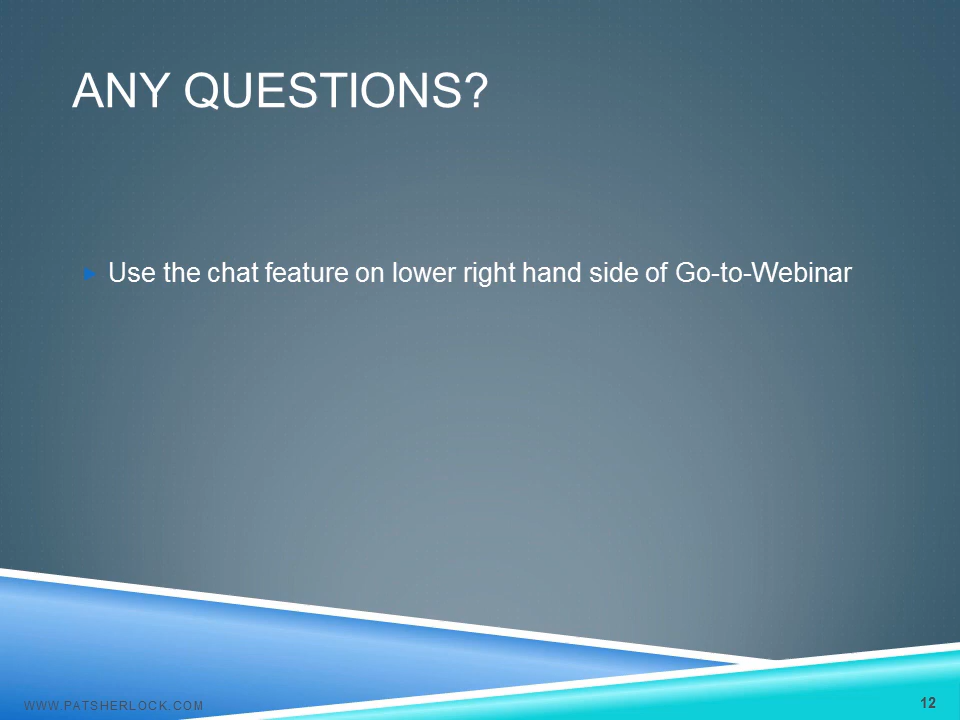 ANY QUESTIONS?
Use the chat feature on lower right hand side of Go-to-Webinar
WWW.PATSHERLOCK.COM
12